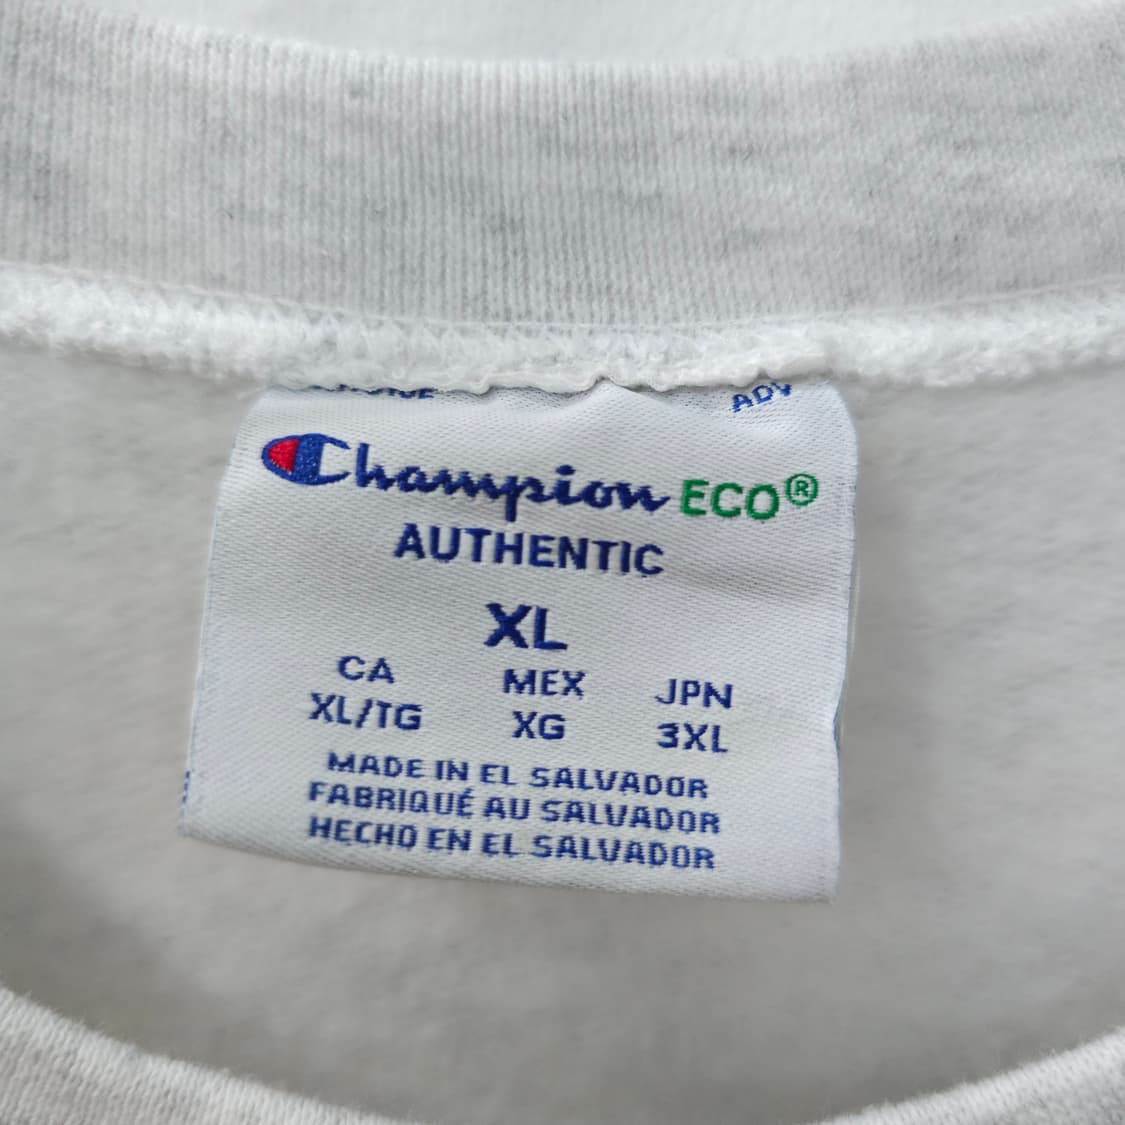 ADV
Champion ECO®
AUTHENTIC
XL
CA MEX JPN
XL/TG XG 3XL
MADE IN EL SALVADOR
FABRIQUÉ AU SALVADOR
HECHO EN EL SALVADOR